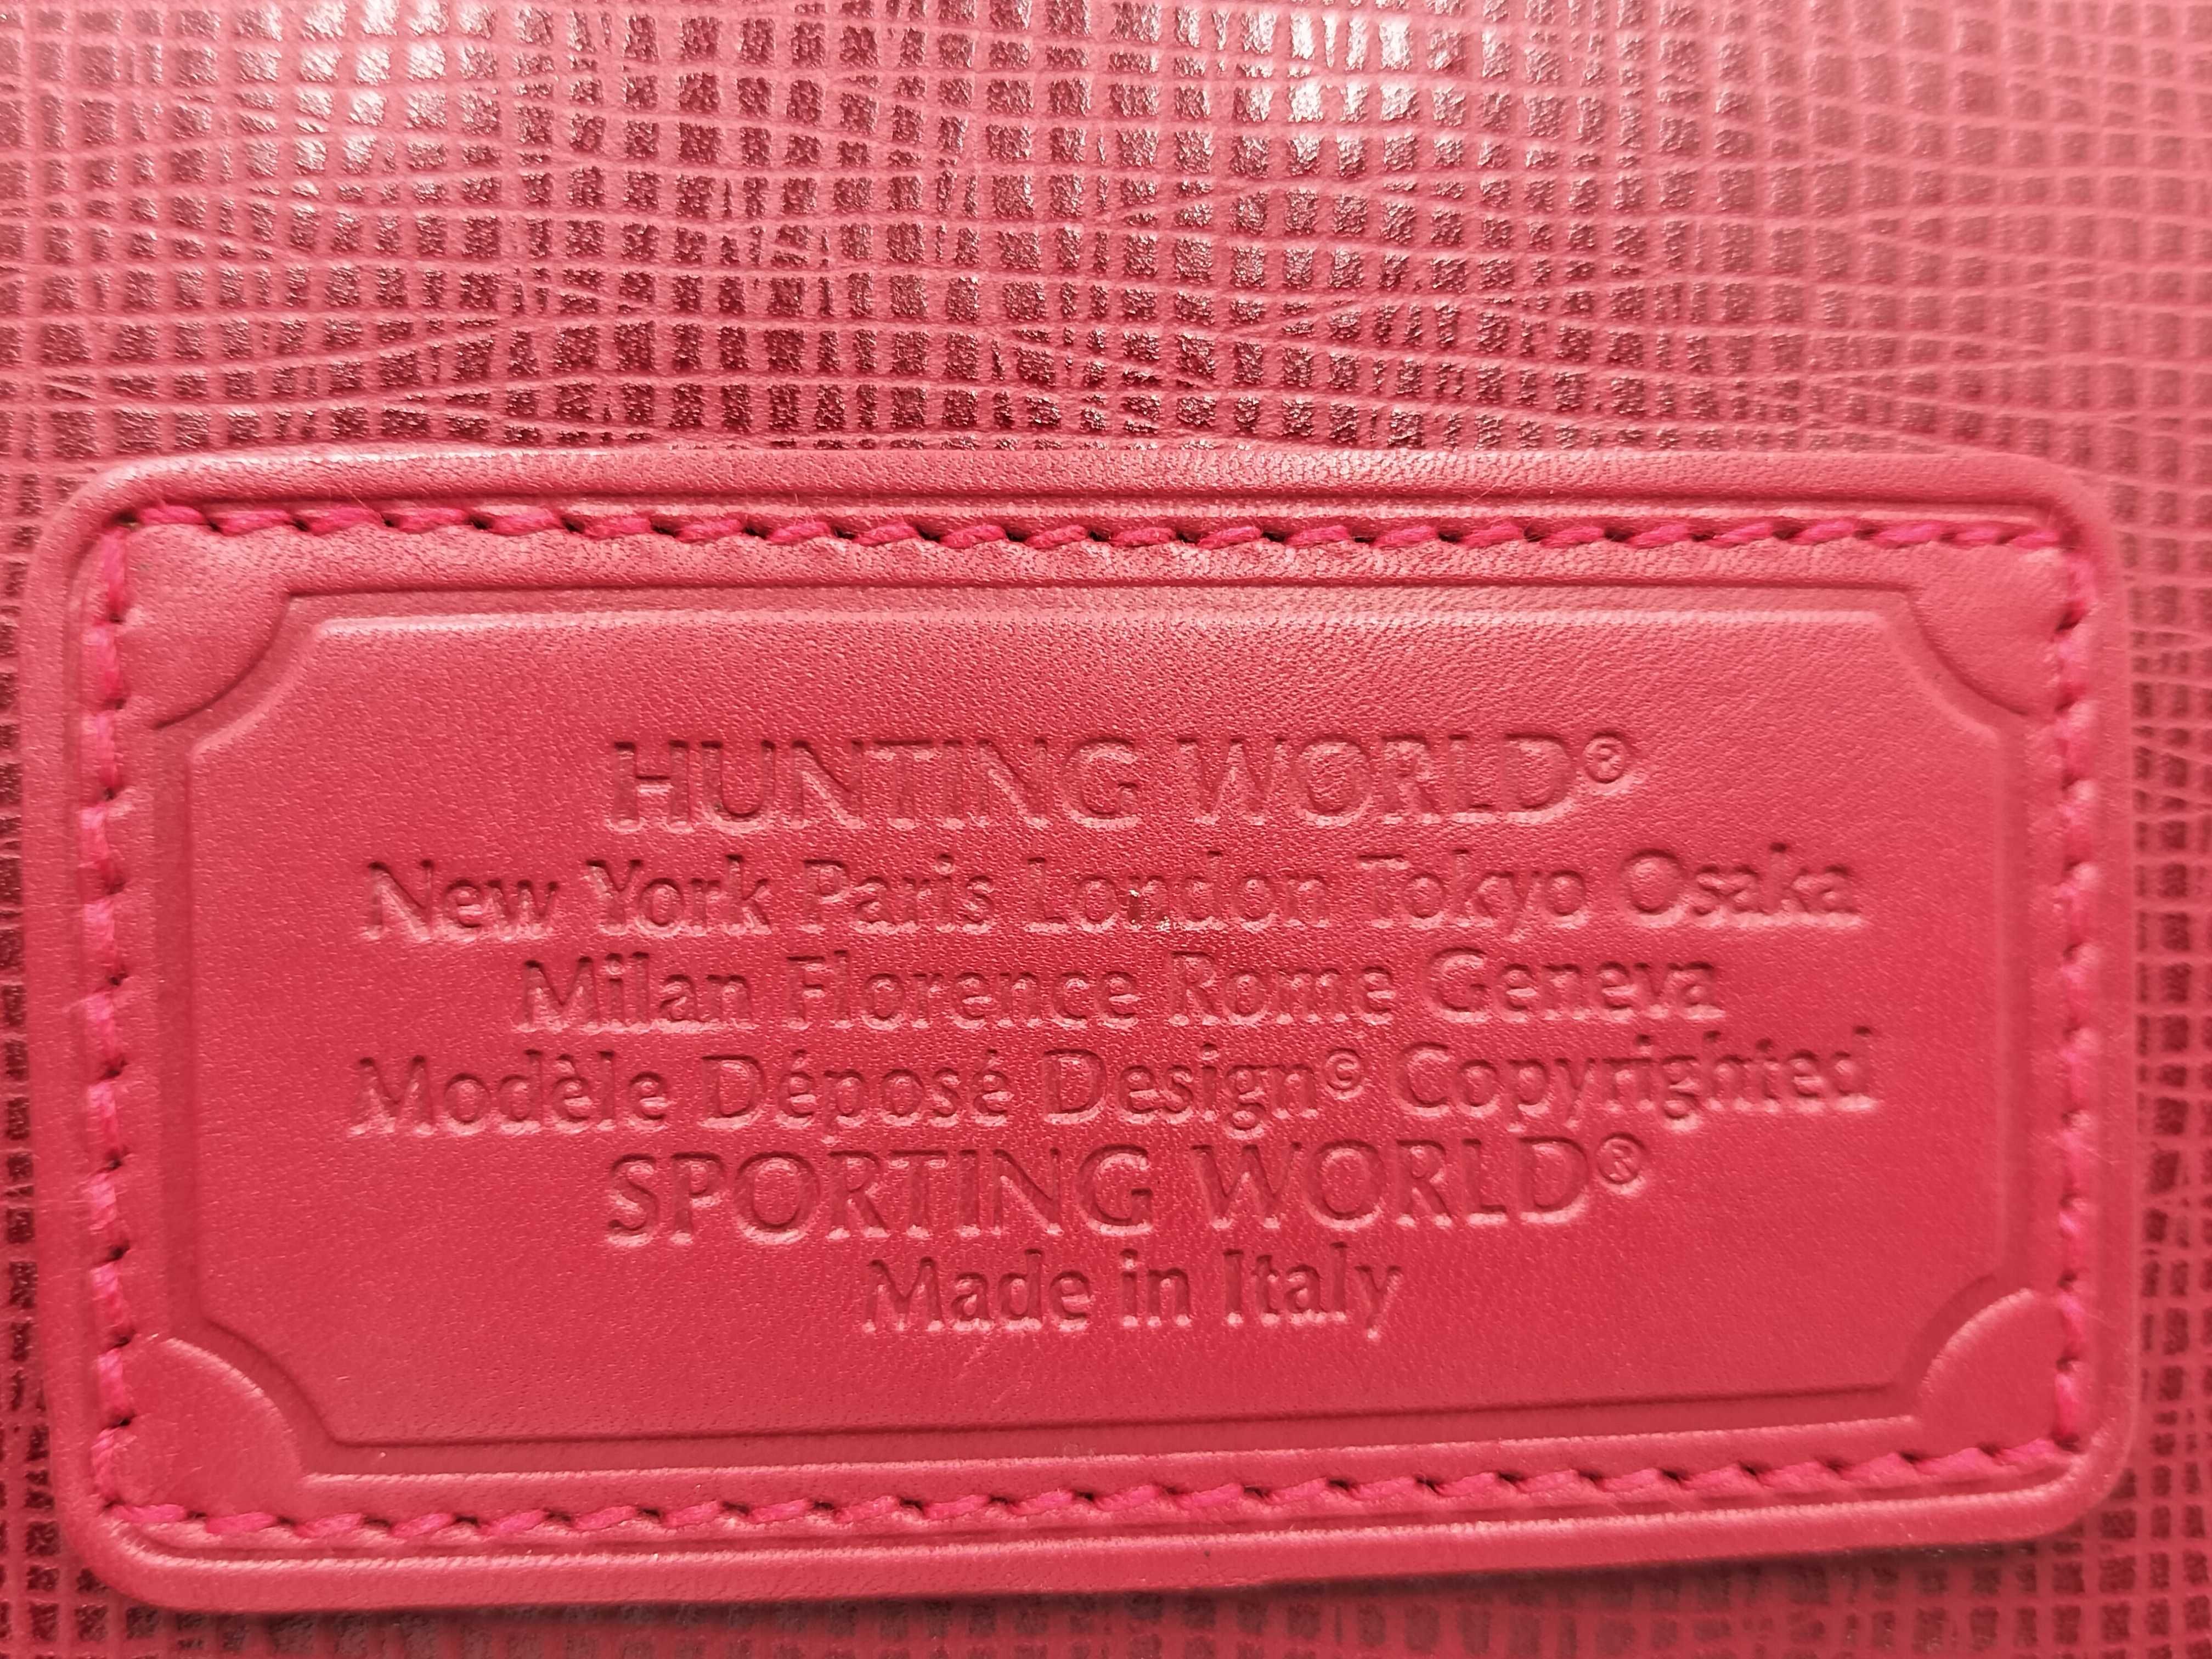 HUNTING WORLD®
New York Paris London Tokyo Osaka
Milan Florence Rome Geneva
Modèle Déposé Design© Copyrighted
SPORTING WORLD®
Made in Italy